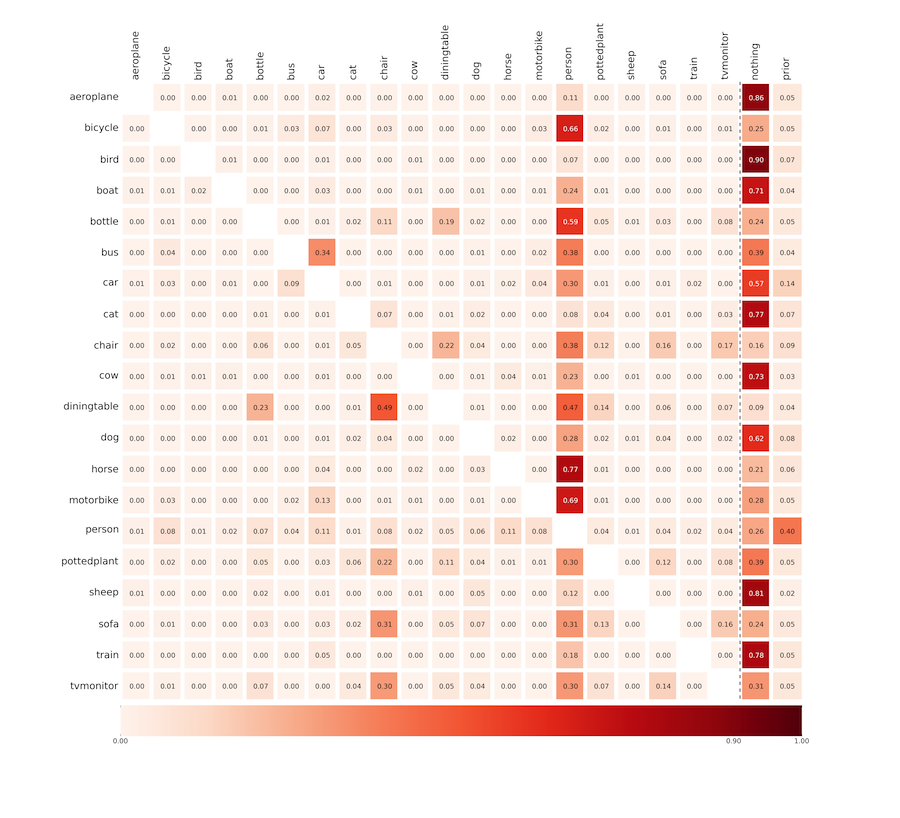 aeroplane bicycle bird boat bottle bus car cat chair cow diningtable dog horse motorbike person pottedplant sheep sofa train tvmonitor nothing prior
aeroplane 0.00 0.00 0.01 0.00 0.00 0.02 0.00 0.00 0.00 0.00 0.00 0.00 0.00 0.11 0.00 0.00 0.00 0.00 0.00 0.86 0.05
bicycle 0.00 0.00 0.00 0.01 0.03 0.07 0.00 0.03 0.00 0.00 0.00 0.00 0.03 0.66 0.02 0.00 0.01 0.00 0.01 0.25 0.05
bird 0.00 0.00 0.01 0.00 0.00 0.01 0.00 0.00 0.01 0.00 0.00 0.00 0.00 0.07 0.00 0.00 0.00 0.00 0.00 0.90 0.07
boat 0.01 0.01 0.02 0.00 0.00 0.03 0.00 0.00 0.01 0.00 0.01 0.00 0.01 0.24 0.01 0.00 0.00 0.00 0.00 0.71 0.04
bottle 0.00 0.01 0.00 0.00 0.00 0.01 0.02 0.11 0.00 0.19 0.02 0.00 0.00 0.59 0.05 0.01 0.03 0.00 0.08 0.24 0.05
bus 0.00 0.04 0.00 0.00 0.00 0.34 0.00 0.00 0.00 0.00 0.01 0.00 0.02 0.38 0.01 0.00 0.00 0.01 0.00 0.39 0.04
car 0.01 0.03 0.00 0.01 0.00 0.09 0.00 0.01 0.00 0.00 0.01 0.02 0.04 0.30 0.01 0.00 0.01 0.02 0.00 0.57 0.14
cat 0.00 0.00 0.00 0.00 0.01 0.00 0.01 0.07 0.00 0.01 0.02 0.00 0.00 0.08 0.04 0.00 0.01 0.00 0.03 0.77 0.07
chair 0.00 0.02 0.00 0.00 0.06 0.00 0.01 0.05 0.00 0.22 0.04 0.00 0.00 0.38 0.12 0.00 0.16 0.00 0.17 0.16 0.09
cow 0.00 0.01 0.01 0.01 0.00 0.00 0.01 0.00 0.00 0.00 0.01 0.04 0.01 0.23 0.00 0.01 0.00 0.00 0.00 0.73 0.03
diningtable 0.00 0.00 0.00 0.00 0.23 0.00 0.00 0.01 0.49 0.00 0.01 0.00 0.00 0.47 0.14 0.00 0.06 0.00 0.07 0.09 0.04
dog 0.00 0.00 0.00 0.00 0.01 0.00 0.01 0.02 0.04 0.00 0.00 0.02 0.00 0.28 0.02 0.01 0.04 0.00 0.02 0.62 0.08
horse 0.00 0.00 0.00 0.00 0.00 0.00 0.04 0.00 0.00 0.02 0.00 0.03 0.00 0.77 0.01 0.00 0.00 0.00 0.00 0.21 0.06
motorbike 0.00 0.03 0.00 0.00 0.00 0.02 0.13 0.00 0.01 0.01 0.00 0.01 0.00 0.69 0.01 0.00 0.00 0.00 0.00 0.28 0.05
person 0.01 0.08 0.01 0.02 0.07 0.04 0.11 0.01 0.08 0.02 0.05 0.06 0.11 0.08 0.04 0.01 0.04 0.02 0.04 0.26 0.40
pottedplant 0.00 0.02 0.00 0.00 0.05 0.00 0.03 0.06 0.22 0.00 0.11 0.04 0.01 0.01 0.30 0.00 0.12 0.00 0.08 0.39 0.05
sheep 0.01 0.00 0.00 0.00 0.02 0.00 0.01 0.00 0.00 0.00 0.00 0.05 0.00 0.00 0.12 0.00 0.00 0.00 0.00 0.81 0.02
sofa 0.00 0.01 0.00 0.00 0.03 0.00 0.03 0.02 0.31 0.00 0.05 0.07 0.00 0.00 0.31 0.13 0.00 0.00 0.16 0.24 0.05
train 0.00 0.00 0.00 0.00 0.00 0.00 0.05 0.00 0.00 0.00 0.00 0.00 0.00 0.00 0.18 0.00 0.00 0.00 0.00 0.78 0.05
tvmonitor 0.00 0.01 0.00 0.00 0.07 0.00 0.00 0.04 0.30 0.00 0.05 0.04 0.00 0.00 0.30 0.07 0.00 0.14 0.00 0.31 0.05
0.00 0.90 1.00